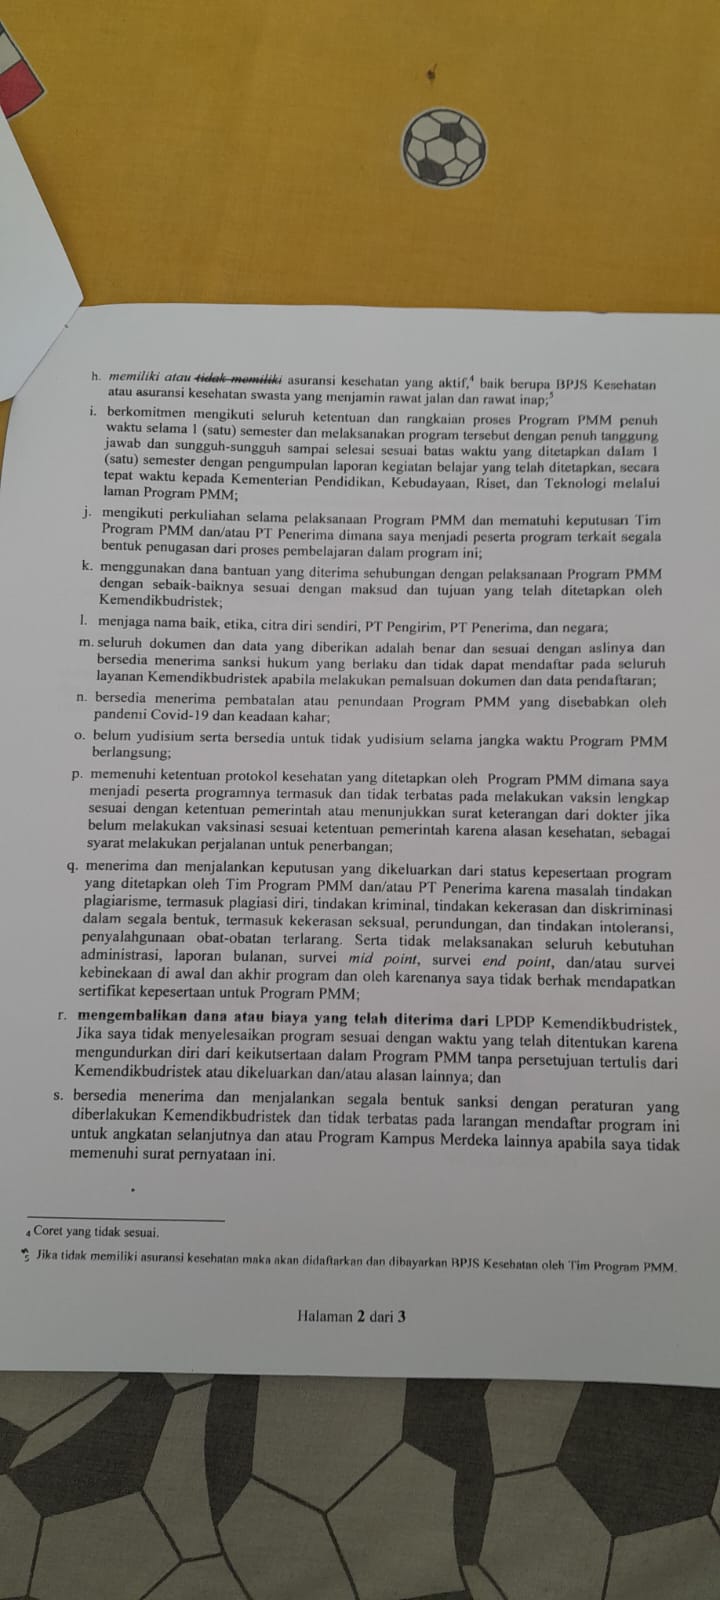 h. memiliki atau tidak memiliki asuransi kesehatan yang aktif,⁴ baik berupa BPJS Kesehatan
atau asuransi kesehatan swasta yang menjamin rawat jalan dan rawat inap;⁵
i. berkomitmen mengikuti seluruh ketentuan dan rangkaian proses Program PMM penuh
waktu selama 1 (satu) semester dan melaksanakan program tersebut dengan penuh tanggung
jawab dan sungguh-sungguh sampai selesai sesuai batas waktu yang ditetapkan dalam 1
(satu) semester dengan pengumpulan laporan kegiatan belajar yang telah ditetapkan, secara
tepat waktu kepada Kementerian Pendidikan, Kebudayaan, Riset, dan Teknologi melalui
laman Program PMM;
j. mengikuti perkuliahan selama pelaksanaan Program PMM dan mematuhi keputusan Tim
Program PMM dan/atau PT Penerima dimana saya menjadi peserta program terkait segala
bentuk penugasan dari proses pembelajaran dalam program ini;
k. menggunakan dana bantuan yang diterima sehubungan dengan pelaksanaan Program PMM
dengan sebaik-baiknya sesuai dengan maksud dan tujuan yang telah ditetapkan oleh
Kemendikbudristek;
l. menjaga nama baik, etika, citra diri sendiri, PT Pengirim, PT Penerima, dan negara;
m. seluruh dokumen dan data yang diberikan adalah benar dan sesuai dengan aslinya dan
bersedia menerima sanksi hukum yang berlaku dan tidak dapat mendaftar pada seluruh
layanan Kemendikbudristek apabila melakukan pemalsuan dokumen dan data pendaftaran;
n. bersedia menerima pembatalan atau penundaan Program PMM yang disebabkan oleh
pandemi Covid-19 dan keadaan kahar;
o. belum yudisium serta bersedia untuk tidak yudisium selama jangka waktu Program PMM
berlangsung;
p. memenuhi ketentuan protokol kesehatan yang ditetapkan oleh Program PMM dimana saya
menjadi peserta programnya termasuk dan tidak terbatas pada melakukan vaksin lengkap
sesuai dengan ketentuan pemerintah atau menunjukkan surat keterangan dari dokter jika
belum melakukan vaksinasi sesuai ketentuan pemerintah karena alasan kesehatan, sebagai
syarat melakukan perjalanan untuk penerbangan;
q. menerima dan menjalankan keputusan yang dikeluarkan dari status kepesertaan program
yang ditetapkan oleh Tim Program PMM dan/atau PT Penerima karena masalah tindakan
plagiarisme, termasuk plagiasi diri, tindakan kriminal, tindakan kekerasan dan diskriminasi
dalam segala bentuk, termasuk kekerasan seksual, perundungan, dan tindakan intoleransi,
penyalahgunaan obat-obatan terlarang. Serta tidak melaksanakan seluruh kebutuhan
administrasi, laporan bulanan, survei mid point, survei end point, dan/atau survei
kebinekaan di awal dan akhir program dan oleh karenanya saya tidak berhak mendapatkan
sertifikat kepesertaan untuk Program PMM;
r. mengembalikan dana atau biaya yang telah diterima dari LPDP Kemendikbudristek,
Jika saya tidak menyelesaikan program sesuai dengan waktu yang telah ditentukan karena
mengundurkan diri dari keikutsertaan dalam Program PMM tanpa persetujuan tertulis dari
Kemendikbudristek atau dikeluarkan dan/atau alasan lainnya; dan
s. bersedia menerima dan menjalankan segala bentuk sanksi dengan peraturan yang
diberlakukan Kemendikbudristek dan tidak terbatas pada larangan mendaftar program ini
untuk angkatan selanjutnya dan atau Program Kampus Merdeka lainnya apabila saya tidak
memenuhi surat pernyataan ini.
4 Coret yang tidak sesuai.
5 Jika tidak memiliki asuransi kesehatan maka akan didaftarkan dan dibayarkan BPJS Kesehatan oleh Tim Program PMM.
Halaman 2 dari 3